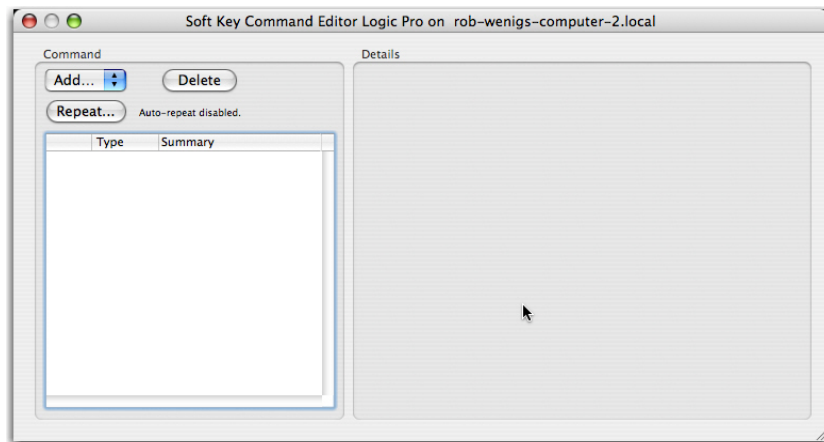 Soft Key Command Editor Logic Pro on rob-wenigs-computer-2.local
Command
Details
Add...
Delete
Repeat...
Auto-repeat disabled.
Type
Summary